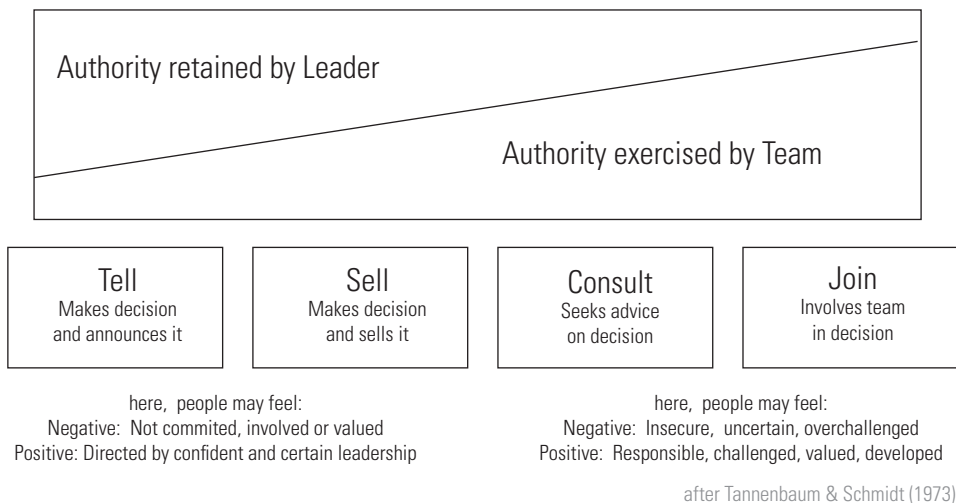 Authority retained by Leader
Authority exercised by Team
Tell
Makes decision
and announces it
Sell
Makes decision
and sells it
Consult
Seeks advice
on decision
Join
Involves team
in decision
here, people may feel:
Negative: Not commited, involved or valued
Positive: Directed by confident and certain leadership
here, people may feel:
Negative: Insecure, uncertain, overchallenged
Positive: Responsible, challenged, valued, developed
after Tannenbaum & Schmidt (1973)